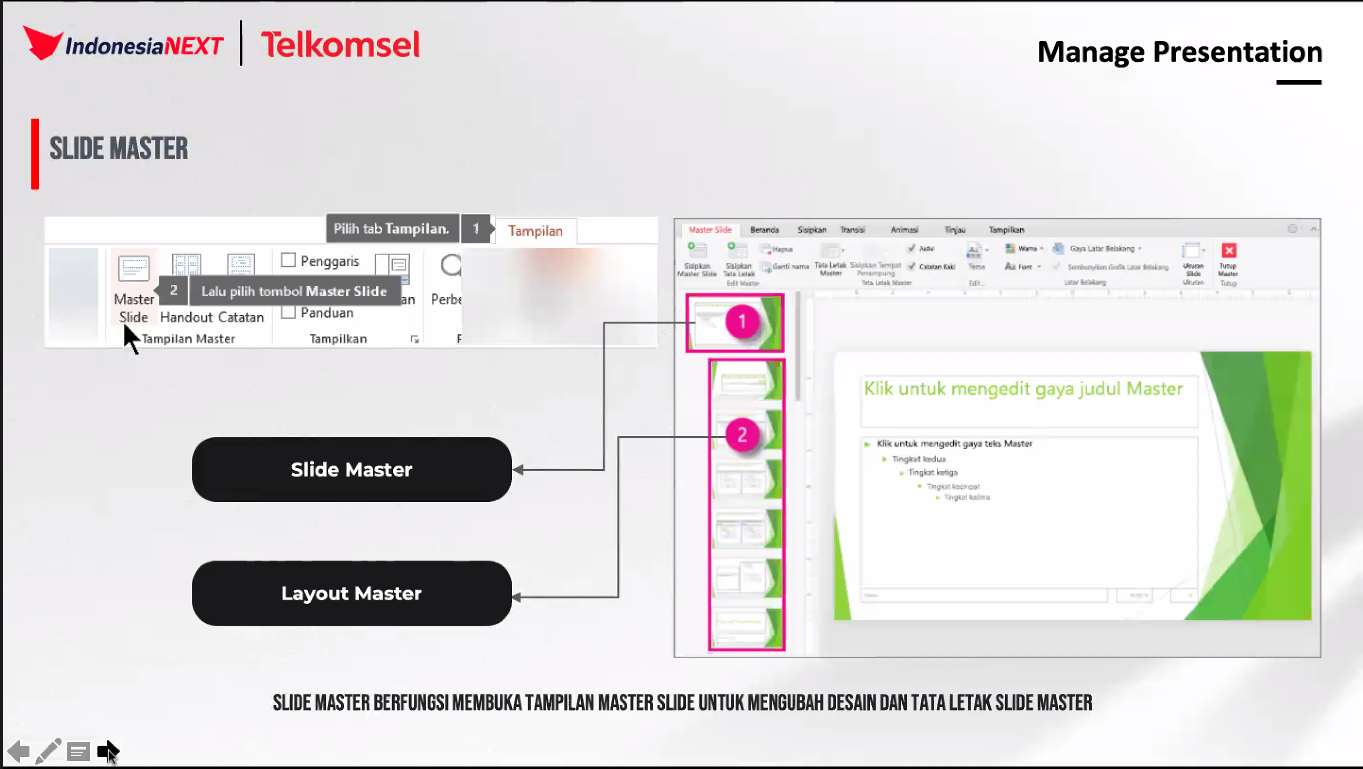 IndonesiaNEXT
Telkomsel
Manage Presentation
SLIDE MASTER
Pilih tab Tampilan. 1
Tampilan
Penggaris
Master Slide
2 Lalu pilih tombol Master Slide
Handout Catatan
Panduan
Perbe
Tampilan Master
Tampilkan
Master Slide Beranda Sisipkan Transisi Animasi Tinjau Tampilkan
Sisipkan Master Slide
Sisipkan Tata Letak
Hapus
Ganti nama
Edit Master
Tata Letak Master
Sisipkan Tempat Penampung
Judul
Catatan Kaki
Tata Letak Master
Tema
Edit...
Warna
Font
Gaya Latar Belakang
Sembunyikan Grafik Latar Belakang
Latar Belakang
Ukuran Slide
Ukuran
Tutup Master
Tutup
1
2
Klik untuk mengedit gaya judul Master
Klik untuk mengedit gaya teks Master
Tingkat kedua
Tingkat ketiga
Tingkat keempat
Tingkat kelima
Slide Master
Layout Master
SLIDE MASTER BERFUNGSI MEMBUKA TAMPILAN MASTER SLIDE UNTUK MENGUBAH DESAIN DAN TATA LETAK SLIDE MASTER